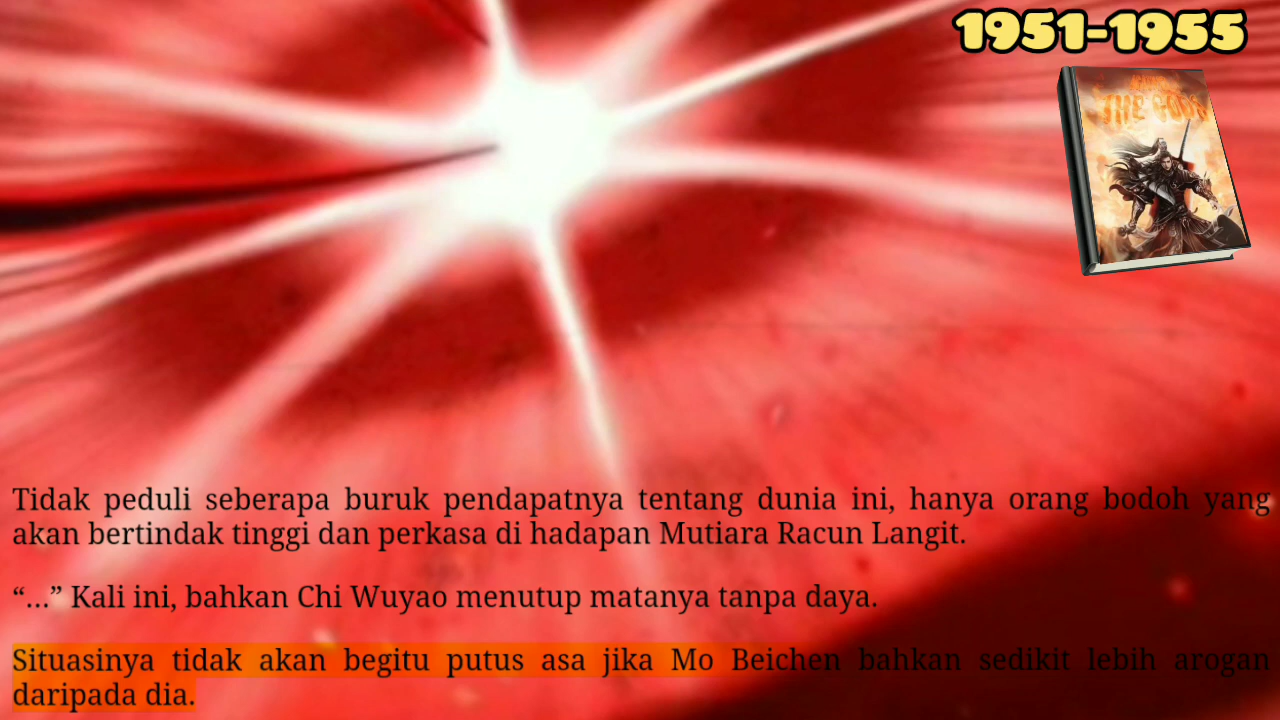 1951-1955
THE GODS
Tidak peduli seberapa buruk pendapatnya tentang dunia ini, hanya orang bodoh yang
akan bertindak tinggi dan perkasa di hadapan Mutiara Racun Langit.
“…” Kali ini, bahkan Chi Wuyao menutup matanya tanpa daya.
Situasinya tidak akan begitu putus asa jika Mo Beichen bahkan sedikit lebih arogan
daripada dia.